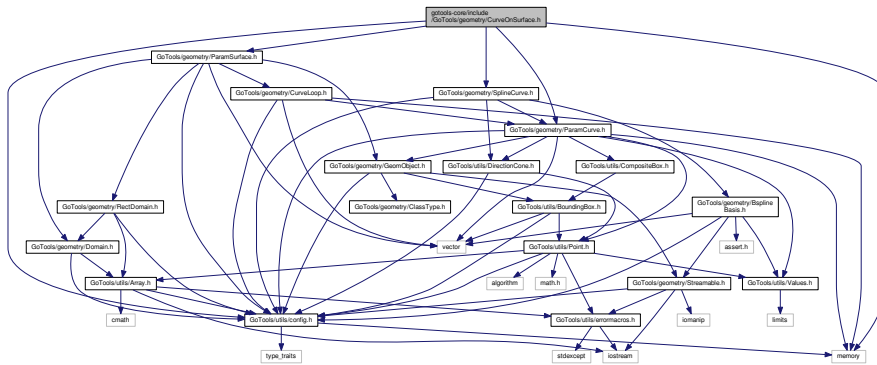 gotools-core/include
/GoTools/geometry/CurveOnSurface.h
GoTools/geometry/ParamSurface.h
GoTools/geometry/CurveLoop.h
GoTools/geometry/SplineCurve.h
GoTools/geometry/ParamCurve.h
GoTools/geometry/GeomObject.h
GoTools/utils/DirectionCone.h
GoTools/utils/CompositeBox.h
GoTools/geometry/RectDomain.h
GoTools/geometry/ClassType.h
GoTools/utils/BoundingBox.h
GoTools/geometry/Bspline
Basis.h
GoTools/geometry/Domain.h
vector
GoTools/utils/Point.h
assert.h
GoTools/utils/Array.h
algorithm
math.h
GoTools/geometry/Streamable.h
GoTools/utils/Values.h
cmath
GoTools/utils/config.h
GoTools/utils/errormacros.h
iomanip
limits
type_traits
stdexcept
iostream
memory